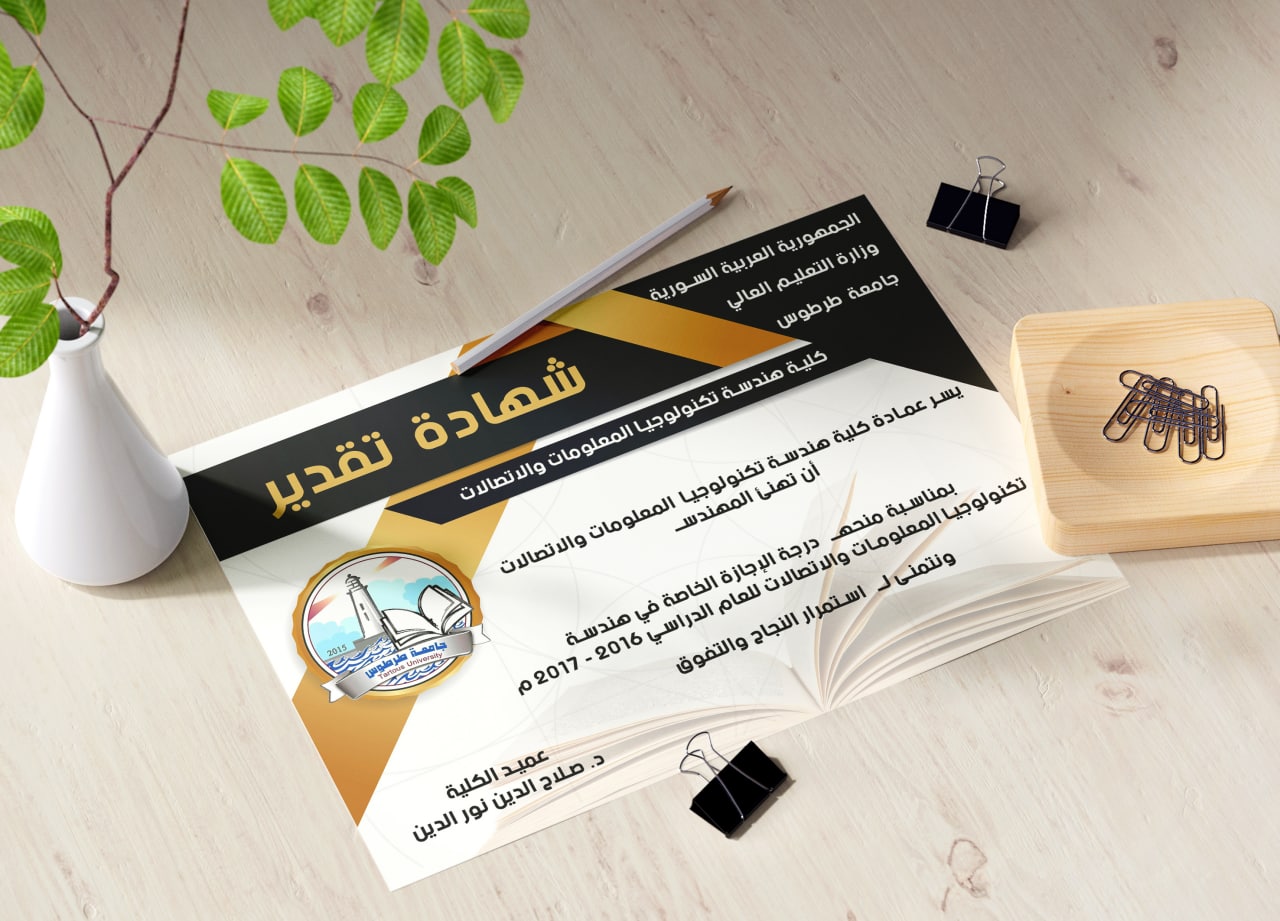 الجمهورية العربية السورية
وزارة التعليم العالي
جامعة طرطوس
كلية هندسة تكنولوجيا المعلومات والاتصالات
شهادة تقدير
يسر عمادة كلية هندسة تكنولوجيا المعلومات والاتصالات
أن تهنئ المهندسـ
بمناسبة منحهـ درجة الإجازة الخاصة في هندسة
تكنولوجيا المعلومات والاتصالات للعام الدراسي 2016 - 2017 م
ونتمنى لـ استمرار النجاح والتفوق
2015
جامعة طرطوس
Tartous University
عميد الكلية
د. صلاح الدين نور الدين